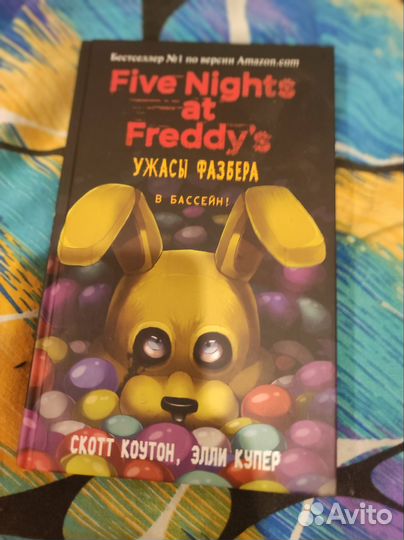 Бестселлер №1 по версии Amazon.com
Five Nights
at
Freddy's
УЖАСЫ ФАЗБЕРА
В БАССЕЙН!
СКОТТ КОУТОН, ЭЛЛИ КУПЕР
Avito